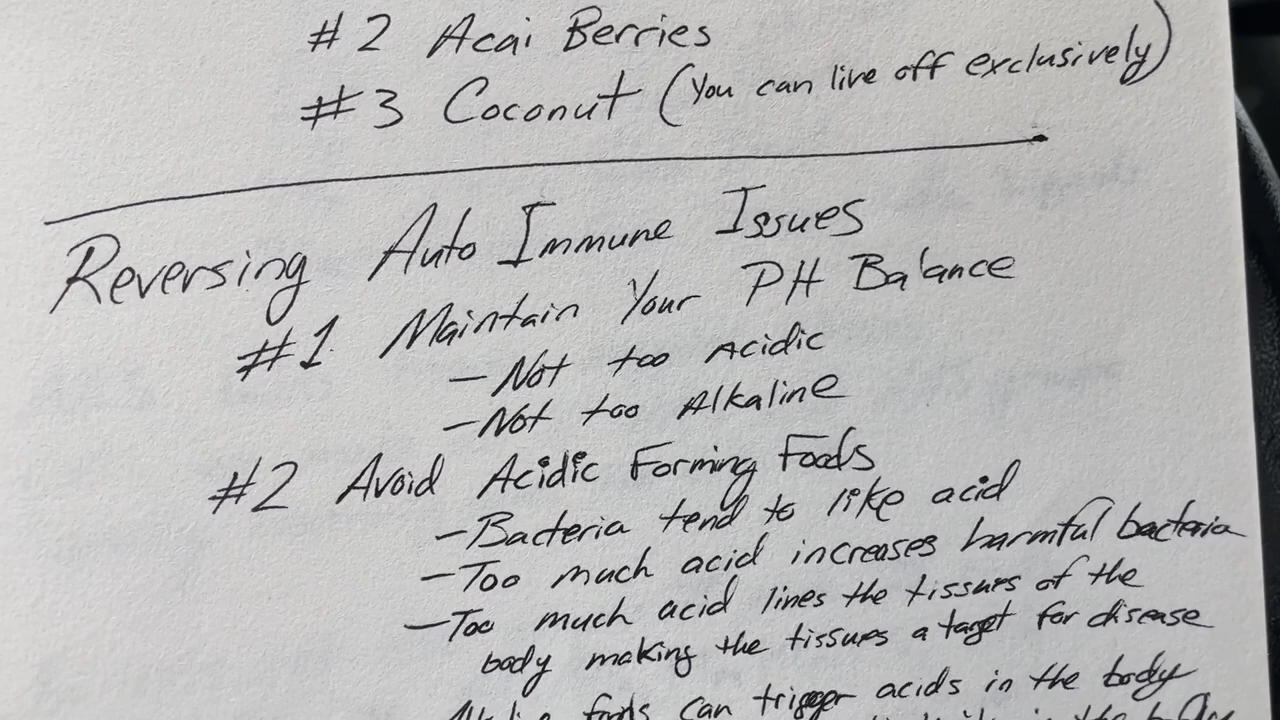 #2 Acai Berries
#3 Coconut (You can live off exclusively)
Reversing Auto Immune Issues
#1 Maintain Your PH Balance
- Not too Acidic
- Not too Alkaline
#2 Avoid Acidic Forming Foods
- Bacteria tend to like acid
- Too much acid increases harmful bacteria
- Too much acid lines the tissues of the
body making the tissues a target for disease
foods can trigger acids in the body
in the